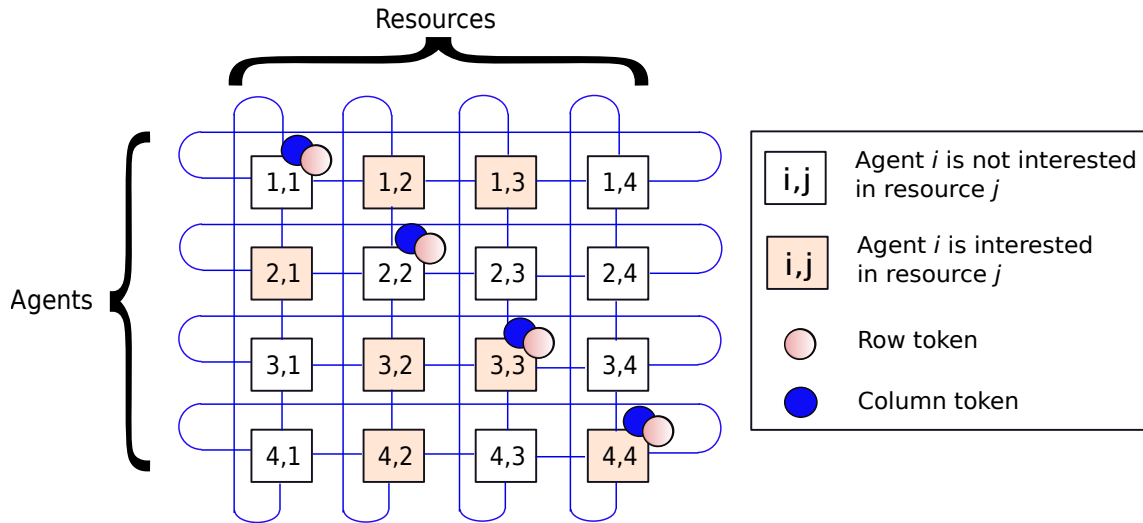 Resources
Agents
1,1
1,2
1,3
1,4
2,1
2,2
2,3
2,4
3,1
3,2
3,3
3,4
4,1
4,2
4,3
4,4
i,j
Agent i is not interested
in resource j
i,j
Agent i is interested
in resource j
Row token
Column token